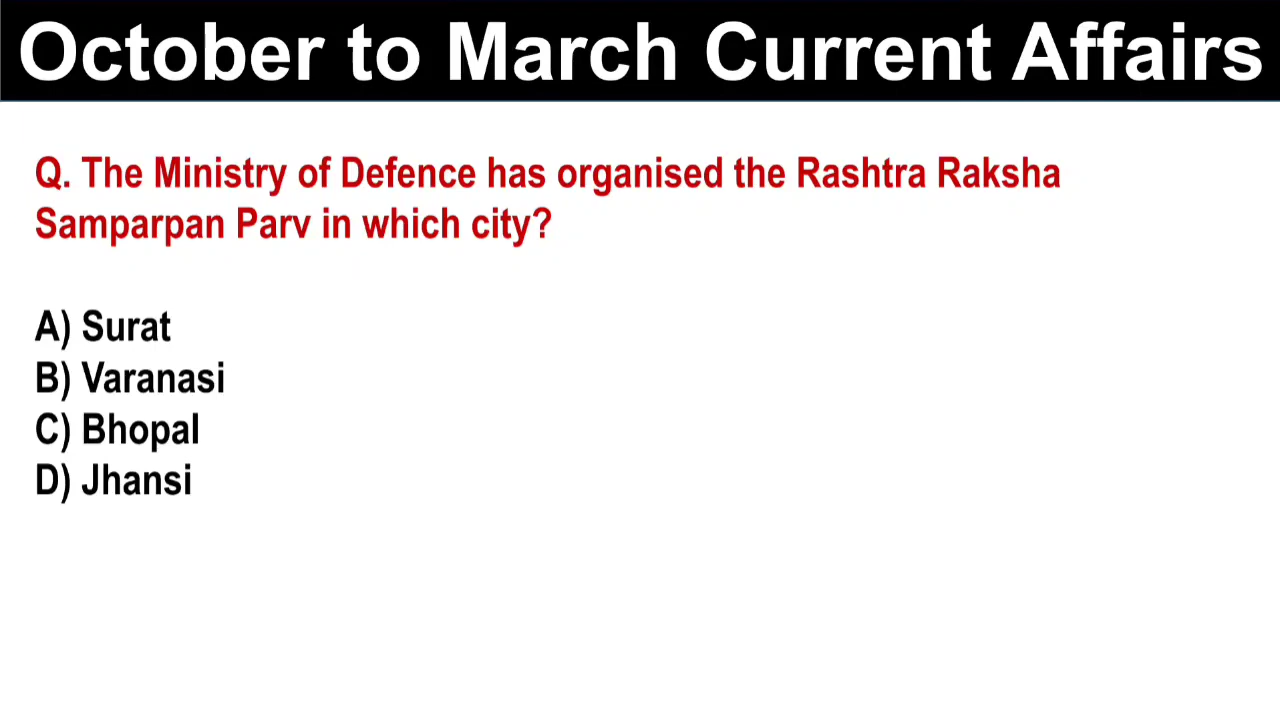 October to March Current Affairs
Q. The Ministry of Defence has organised the Rashtra Raksha
Samparpan Parv in which city?
A) Surat
B) Varanasi
C) Bhopal
D) Jhansi